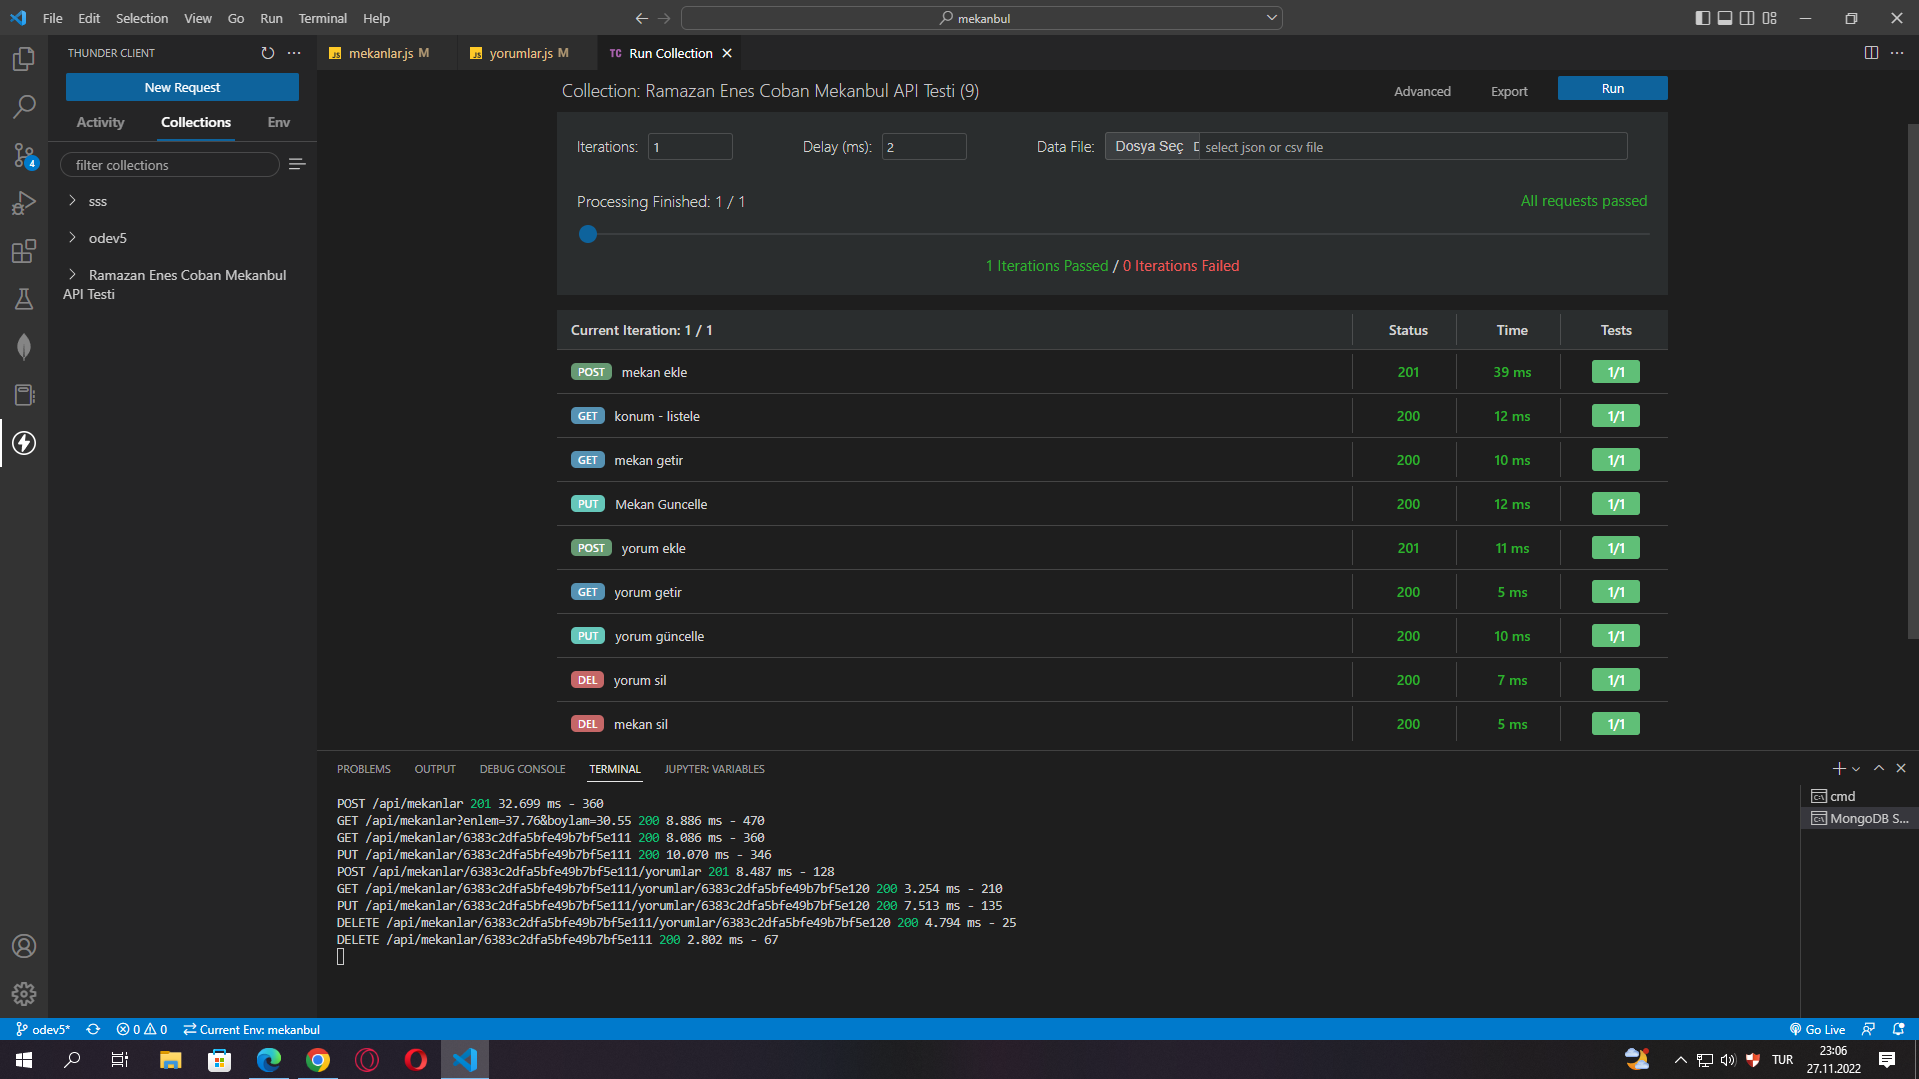 File Edit Selection View Go Run Terminal Help
mekanbul
THUNDER CLIENT
New Request
Activity Collections Env
filter collections
sss
odev5
Ramazan Enes Coban Mekanbul
API Testi
4
JS mekanlar.js M
JS yorumlar.js M
TC Run Collection
Collection: Ramazan Enes Coban Mekanbul API Testi (9)
Advanced Export Run
Iterations: 1 Delay (ms): 2 Data File: Dosya Seç D select json or csv file
Processing Finished: 1 / 1 All requests passed
1 Iterations Passed / 0 Iterations Failed
Current Iteration: 1 / 1 Status Time Tests
POST mekan ekle 201 39 ms 1/1
GET konum - listele 200 12 ms 1/1
GET mekan getir 200 10 ms 1/1
PUT Mekan Guncelle 200 12 ms 1/1
POST yorum ekle 201 11 ms 1/1
GET yorum getir 200 5 ms 1/1
PUT yorum güncelle 200 10 ms 1/1
DEL yorum sil 200 7 ms 1/1
DEL mekan sil 200 5 ms 1/1
PROBLEMS OUTPUT DEBUG CONSOLE TERMINAL JUPYTER: VARIABLES
POST /api/mekanlar 201 32.699 ms - 360
GET /api/mekanlar?enlem=37.76&boylam=30.55 200 8.886 ms - 470
GET /api/mekanlar/6383c2dfa5bfe49b7bf5e111 200 8.086 ms - 360
PUT /api/mekanlar/6383c2dfa5bfe49b7bf5e111 200 10.070 ms - 346
POST /api/mekanlar/6383c2dfa5bfe49b7bf5e111/yorumlar 201 8.487 ms - 128
GET /api/mekanlar/6383c2dfa5bfe49b7bf5e111/yorumlar/6383c2dfa5bfe49b7bf5e120 200 3.254 ms - 210
PUT /api/mekanlar/6383c2dfa5bfe49b7bf5e111/yorumlar/6383c2dfa5bfe49b7bf5e120 200 7.513 ms - 135
DELETE /api/mekanlar/6383c2dfa5bfe49b7bf5e111/yorumlar/6383c2dfa5bfe49b7bf5e120 200 4.794 ms - 25
DELETE /api/mekanlar/6383c2dfa5bfe49b7bf5e111 200 2.802 ms - 67
cmd
MongoDB S...
odev5* 0 0 Current Env: mekanbul Go Live
TUR
23:06
27.11.2022